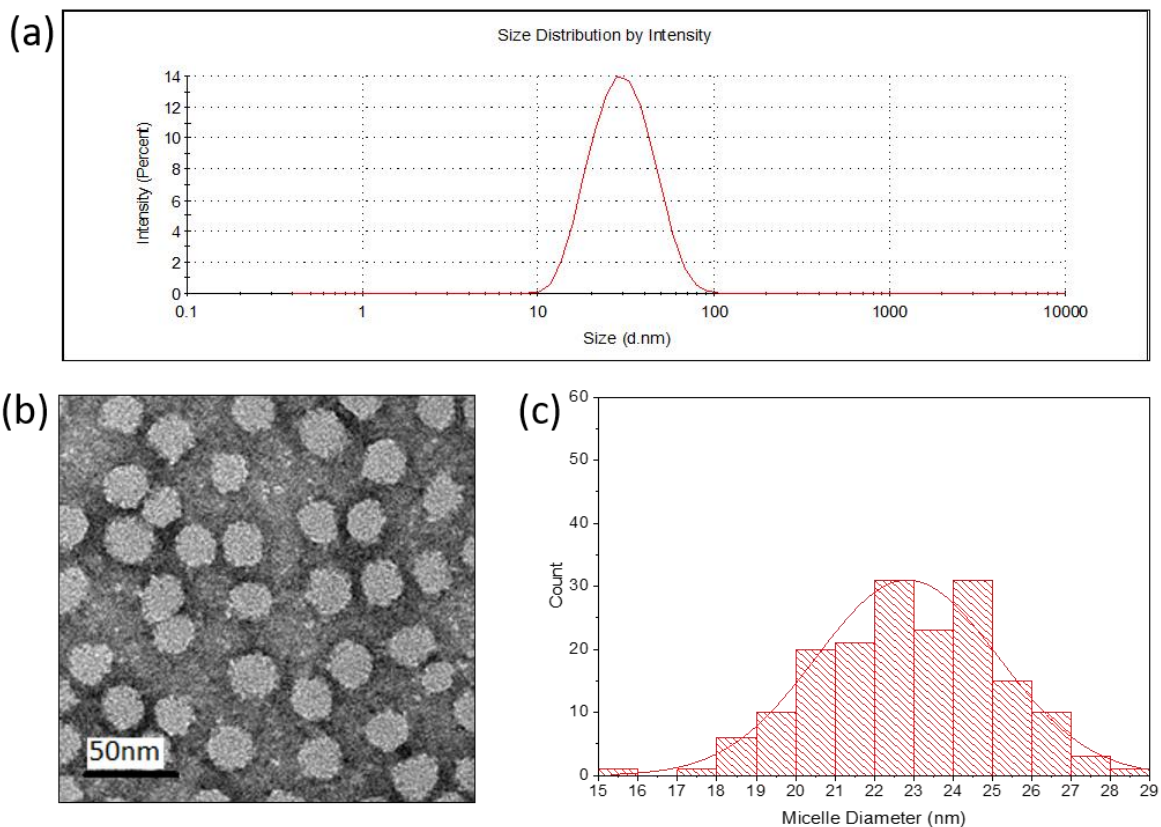 (a)
Size Distribution by Intensity
Intensity (Percent)
14
12
10
8
6
4
2
0
0.1 1 10 100 1000 10000
Size (d.nm)
(b)
50nm
(c)
Count
60
50
40
30
20
10
0
15 16 17 18 19 20 21 22 23 24 25 26 27 28 29
Micelle Diameter (nm)